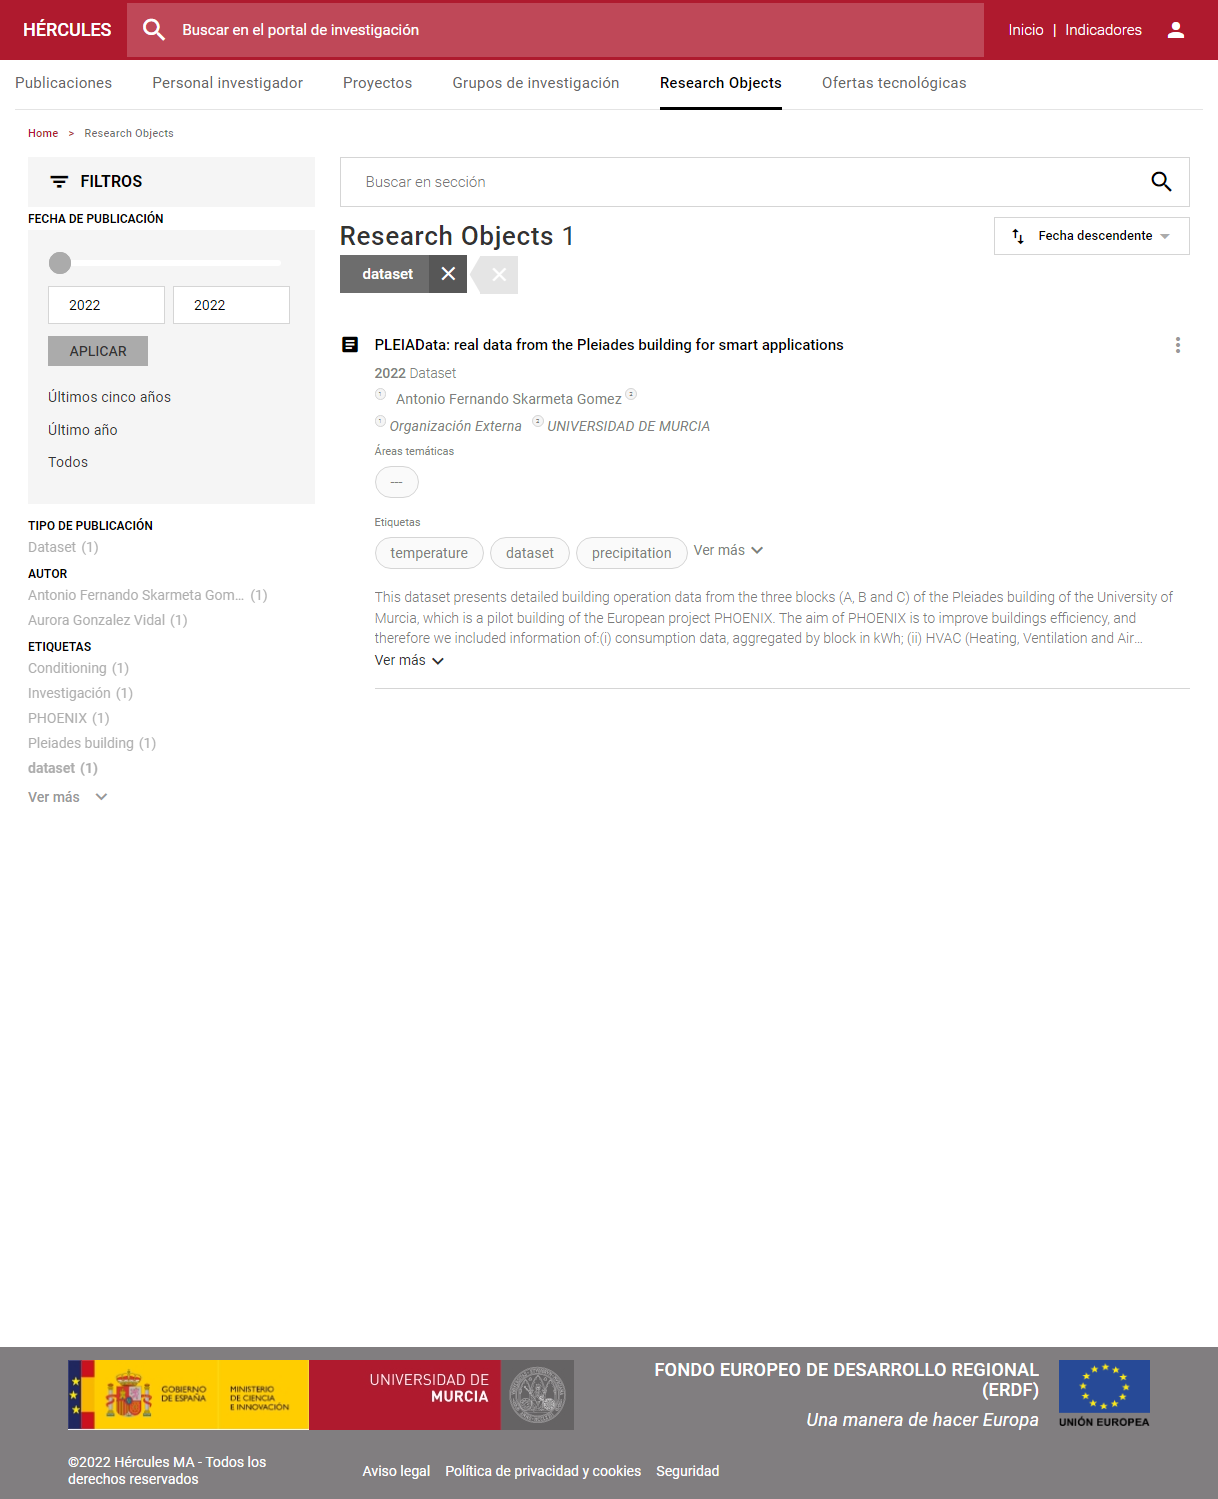 HÉRCULES
Buscar en el portal de investigación
Inicio | Indicadores
Publicaciones
Personal investigador
Proyectos
Grupos de investigación
Research Objects
Ofertas tecnológicas
Home > Research Objects
FILTROS
FECHA DE PUBLICACIÓN
2022
2022
APLICAR
Últimos cinco años
Último año
Todos
TIPO DE PUBLICACIÓN
Dataset (1)
AUTOR
Antonio Fernando Skarmeta Gom... (1)
Aurora Gonzalez Vidal (1)
ETIQUETAS
Conditioning (1)
Investigación (1)
PHOENIX (1)
Pleiades building (1)
dataset (1)
Ver más
Buscar en sección
Research Objects 1
Fecha descendente
dataset
PLEIAData: real data from the Pleiades building for smart applications
2022 Dataset
1 Antonio Fernando Skarmeta Gomez 2
1 Organización Externa 2 UNIVERSIDAD DE MURCIA
Áreas temáticas
---
Etiquetas
temperature
dataset
precipitation
Ver más
This dataset presents detailed building operation data from the three blocks (A, B and C) of the Pleiades building of the University of
Murcia, which is a pilot building of the European project PHOENIX. The aim of PHOENIX is to improve buildings efficiency, and
therefore we included information of:(i) consumption data, aggregated by block in kWh; (ii) HVAC (Heating, Ventilation and Air...
Ver más
GOBIERNO
DE ESPAÑA
MINISTERIO
DE CIENCIA
E INNOVACIÓN
UNIVERSIDAD DE
MURCIA
FONDO EUROPEO DE DESARROLLO REGIONAL
(ERDF)
Una manera de hacer Europa
UNIÓN EUROPEA
©2022 Hércules MA - Todos los
derechos reservados
Aviso legal
Política de privacidad y cookies
Seguridad